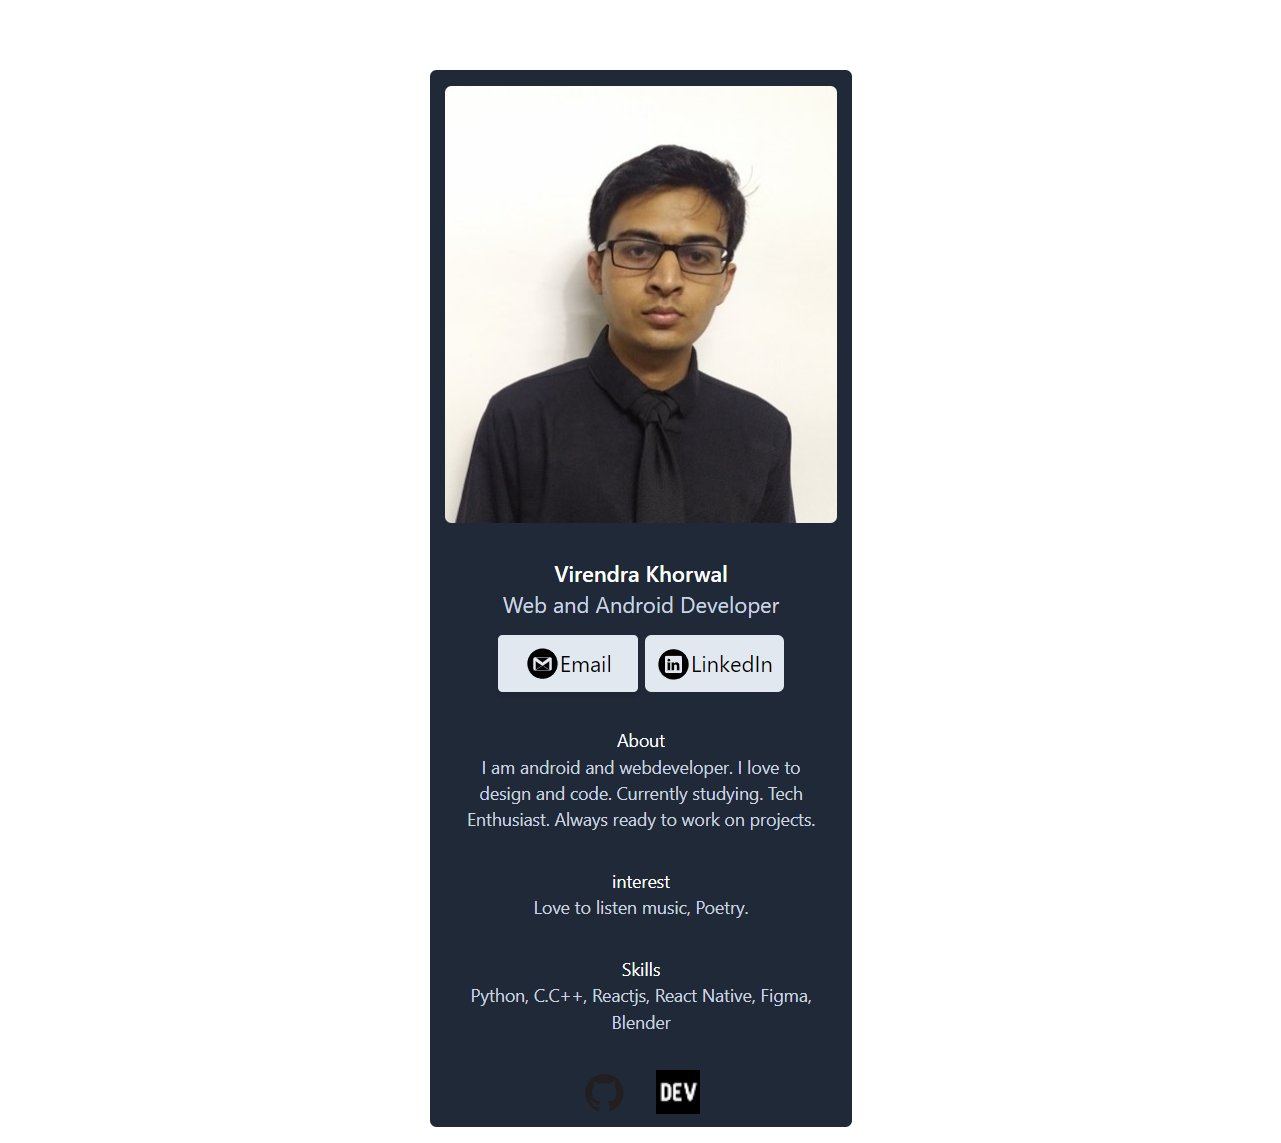 Virendra Khorwal
Web and Android Developer
Email
LinkedIn
About
I am android and webdeveloper. I love to
design and code. Currently studying. Tech
Enthusiast. Always ready to work on projects.
interest
Love to listen music, Poetry.
Skills
Python, C.C++, Reactjs, React Native, Figma,
Blender
DEV